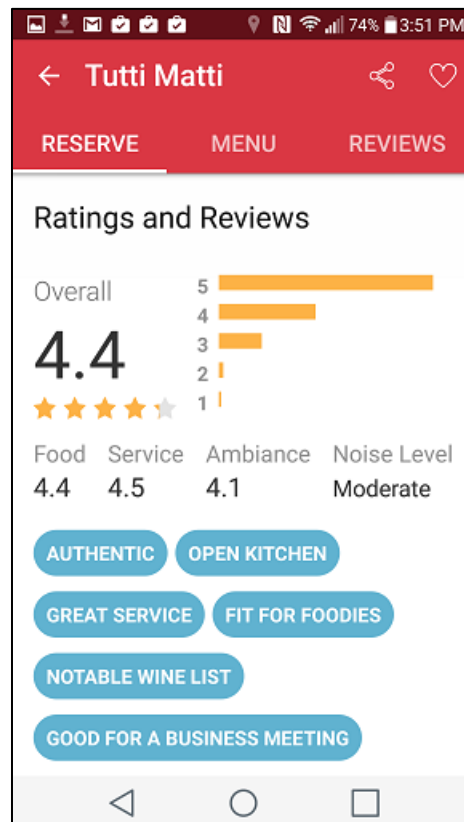 74% 3:51 PM
Tutti Matti
RESERVE MENU REVIEWS
Ratings and Reviews
Overall
4.4
5
4
3
2
1
Food Service Ambiance Noise Level
4.4 4.5 4.1 Moderate
AUTHENTIC OPEN KITCHEN
GREAT SERVICE FIT FOR FOODIES
NOTABLE WINE LIST
GOOD FOR A BUSINESS MEETING